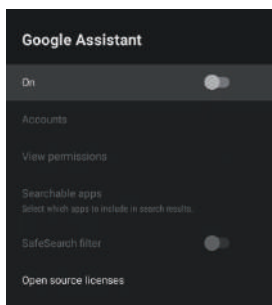 Google Assistant
On
Accounts
View permissions
Searchable apps
Select which apps to include in search results.
SafeSearch filter
Open source licenses